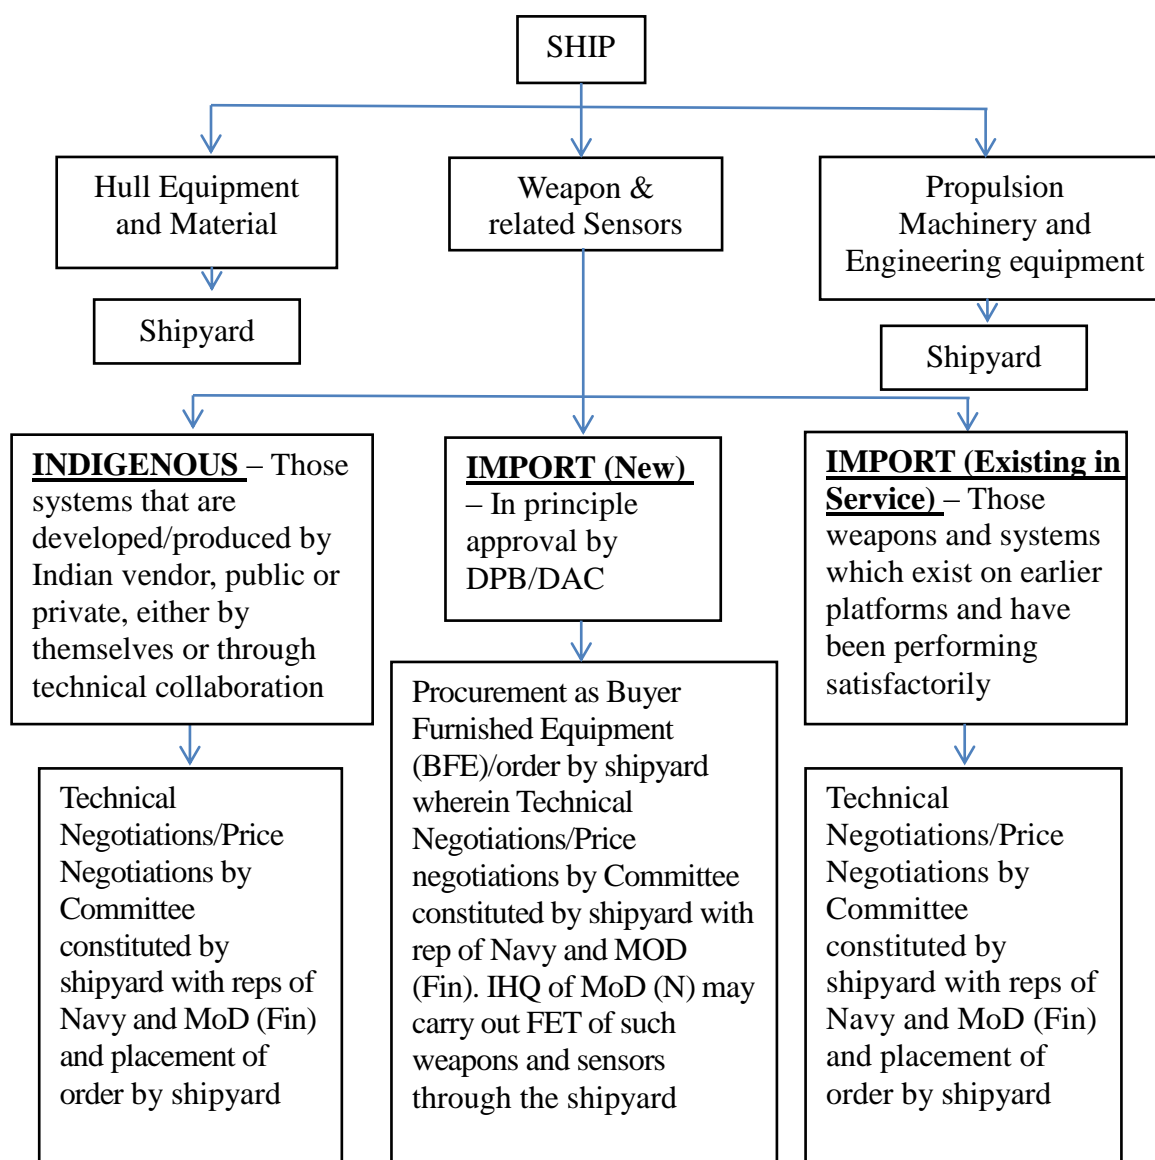 SHIP
Hull Equipment
and Material
Weapon &
related Sensors
Propulsion
Machinery and
Engineering equipment
Shipyard
Shipyard
INDIGENOUS – Those
systems that are
developed/produced by
Indian vendor, public or
private, either by
themselves or through
technical collaboration
IMPORT (New)
– In principle
approval by
DPB/DAC
IMPORT (Existing in
Service) – Those
weapons and systems
which exist on earlier
platforms and have
been performing
satisfactorily
Technical
Negotiations/Price
Negotiations by
Committee
constituted by
shipyard with reps of
Navy and MoD (Fin)
and placement of
order by shipyard
Procurement as Buyer
Furnished Equipment
(BFE)/order by shipyard
wherein Technical
Negotiations/Price
negotiations by Committee
constituted by shipyard with
rep of Navy and MOD
(Fin). IHQ of MoD (N) may
carry out FET of such
weapons and sensors
through the shipyard
Technical
Negotiations/Price
Negotiations by
Committee
constituted by
shipyard with reps of
Navy and MoD (Fin)
and placement of
order by shipyard